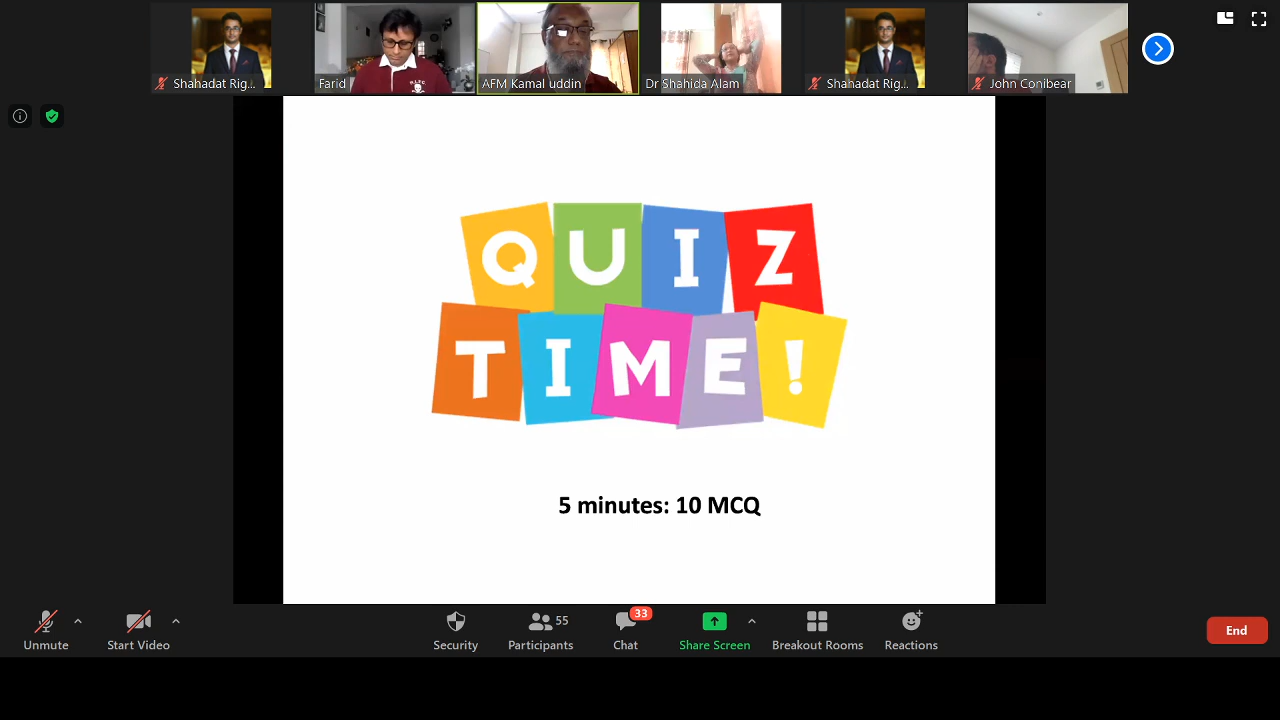 Shahadat Rig...
Farid
AFM Kamal uddin
Dr Shahida Alam
Shahadat Rig...
John Conibear
QUIZ
TIME!
5 minutes: 10 MCQ
Unmute
Start Video
Security
55
Participants
33
Chat
Share Screen
Breakout Rooms
Reactions
End